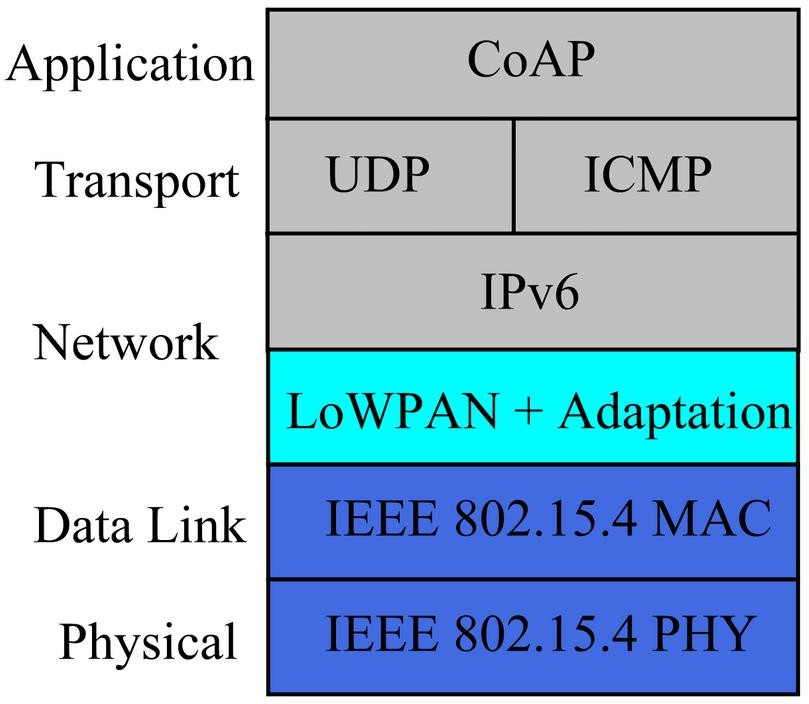 Application CoAP
Transport UDP ICMP
IPv6
Network
LoWPAN + Adaptation
Data Link IEEE 802.15.4 MAC
Physical IEEE 802.15.4 PHY